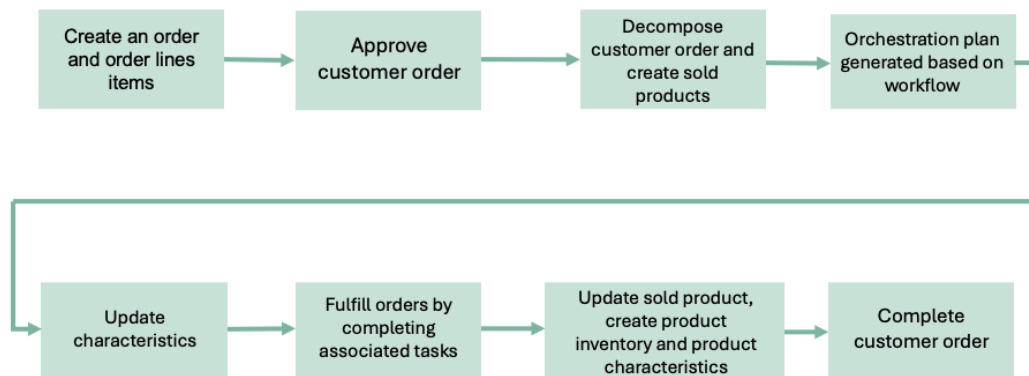 Create an order
and order lines
items
Approve
customer order
Decompose
customer order and
create sold
products
Orchestration plan
generated based on
workflow
Update
characteristics
Fulfill orders by
completing
associated tasks
Update sold product,
create product
inventory and product
characteristics
Complete
customer order